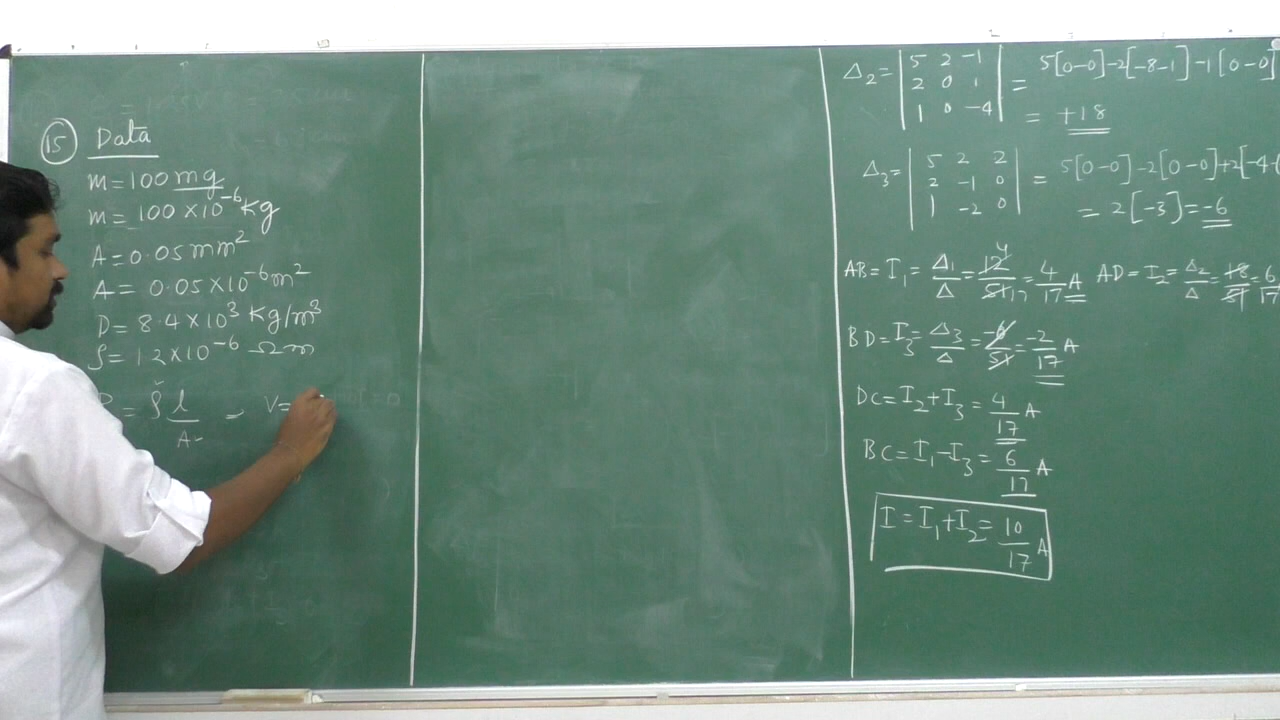 15 Data
m = 100 mg
m = 100 × 10⁻⁶ Kg
A = 0.05 mm²
A = 0.05 × 10⁻⁶ m²
D = 8.4 × 10³ Kg/m³
ρ = 1.2 × 10⁻⁶ Ω m
= ρ l / A - V =
Δ₂ = | 5 2 -1 | = 5[0-0]-2[-8-1]-1[0-0]
| 2 0 1 |
| 1 0 -4 | = +18
Δ₃ = | 5 2 2 | = 5[0-0]-2[0-0]+2[-4-(
| 2 -1 0 |
| 1 -2 0 | = 2[-3] = -6
AB = I₁ = Δ₁/Δ = 12/51 = 4/17 A AD = I₂ = Δ₂/Δ = 18/51 = 6/17
BD = I₃ = Δ₃/Δ = -6/51 = -2/17 A
DC = I₂ + I₃ = 4/17 A
BC = I₁ - I₃ = 6/17 A
I = I₁ + I₂ = 10/17 A